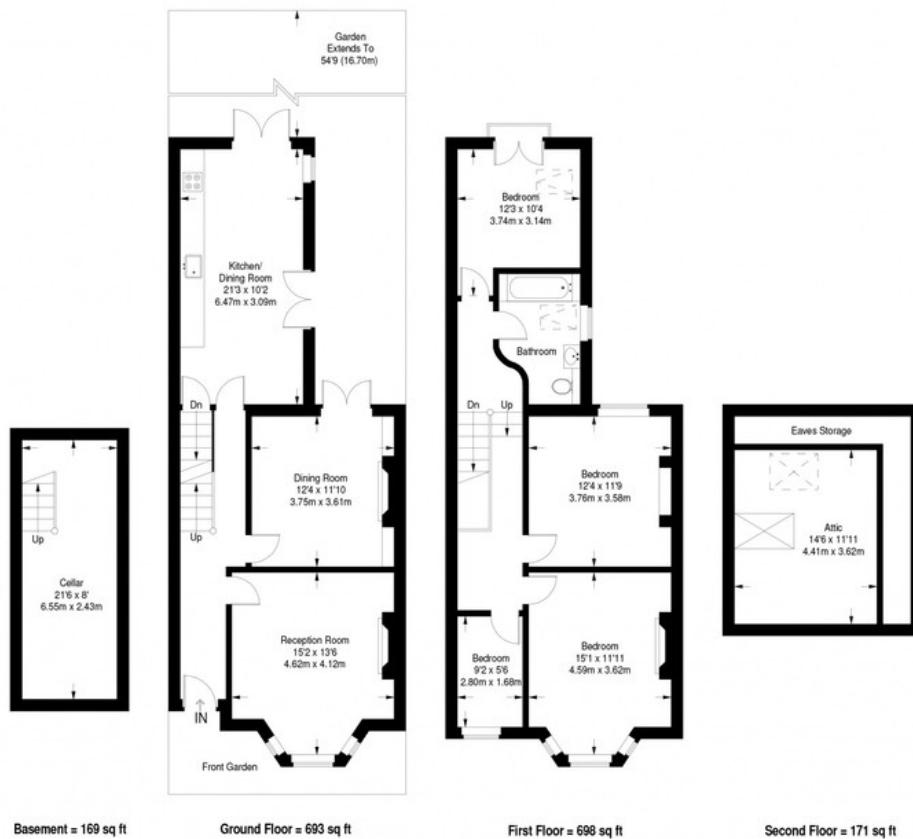 Garden
Extends To
54'9 (16.70m)
Kitchen/
Dining Room
21'3 x 10'2
6.47m x 3.09m
Dn
Up
Dining Room
12'4 x 11'10
3.75m x 3.61m
Reception Room
15'2 x 13'6
4.62m x 4.12m
IN
Front Garden
Up
Cellar
21'6 x 8'
6.55m x 2.43m
Bedroom
12'3 x 10'4
3.74m x 3.14m
Bathroom
Dn
Up
Bedroom
12'4 x 11'9
3.76m x 3.58m
Bedroom
9'2 x 5'6
2.80m x 1.68m
Bedroom
15'1 x 11'11
4.59m x 3.62m
Eaves Storage
Attic
14'6 x 11'11
4.41m x 3.62m
Basement = 169 sq ft
Ground Floor = 693 sq ft
First Floor = 698 sq ft
Second Floor = 171 sq ft